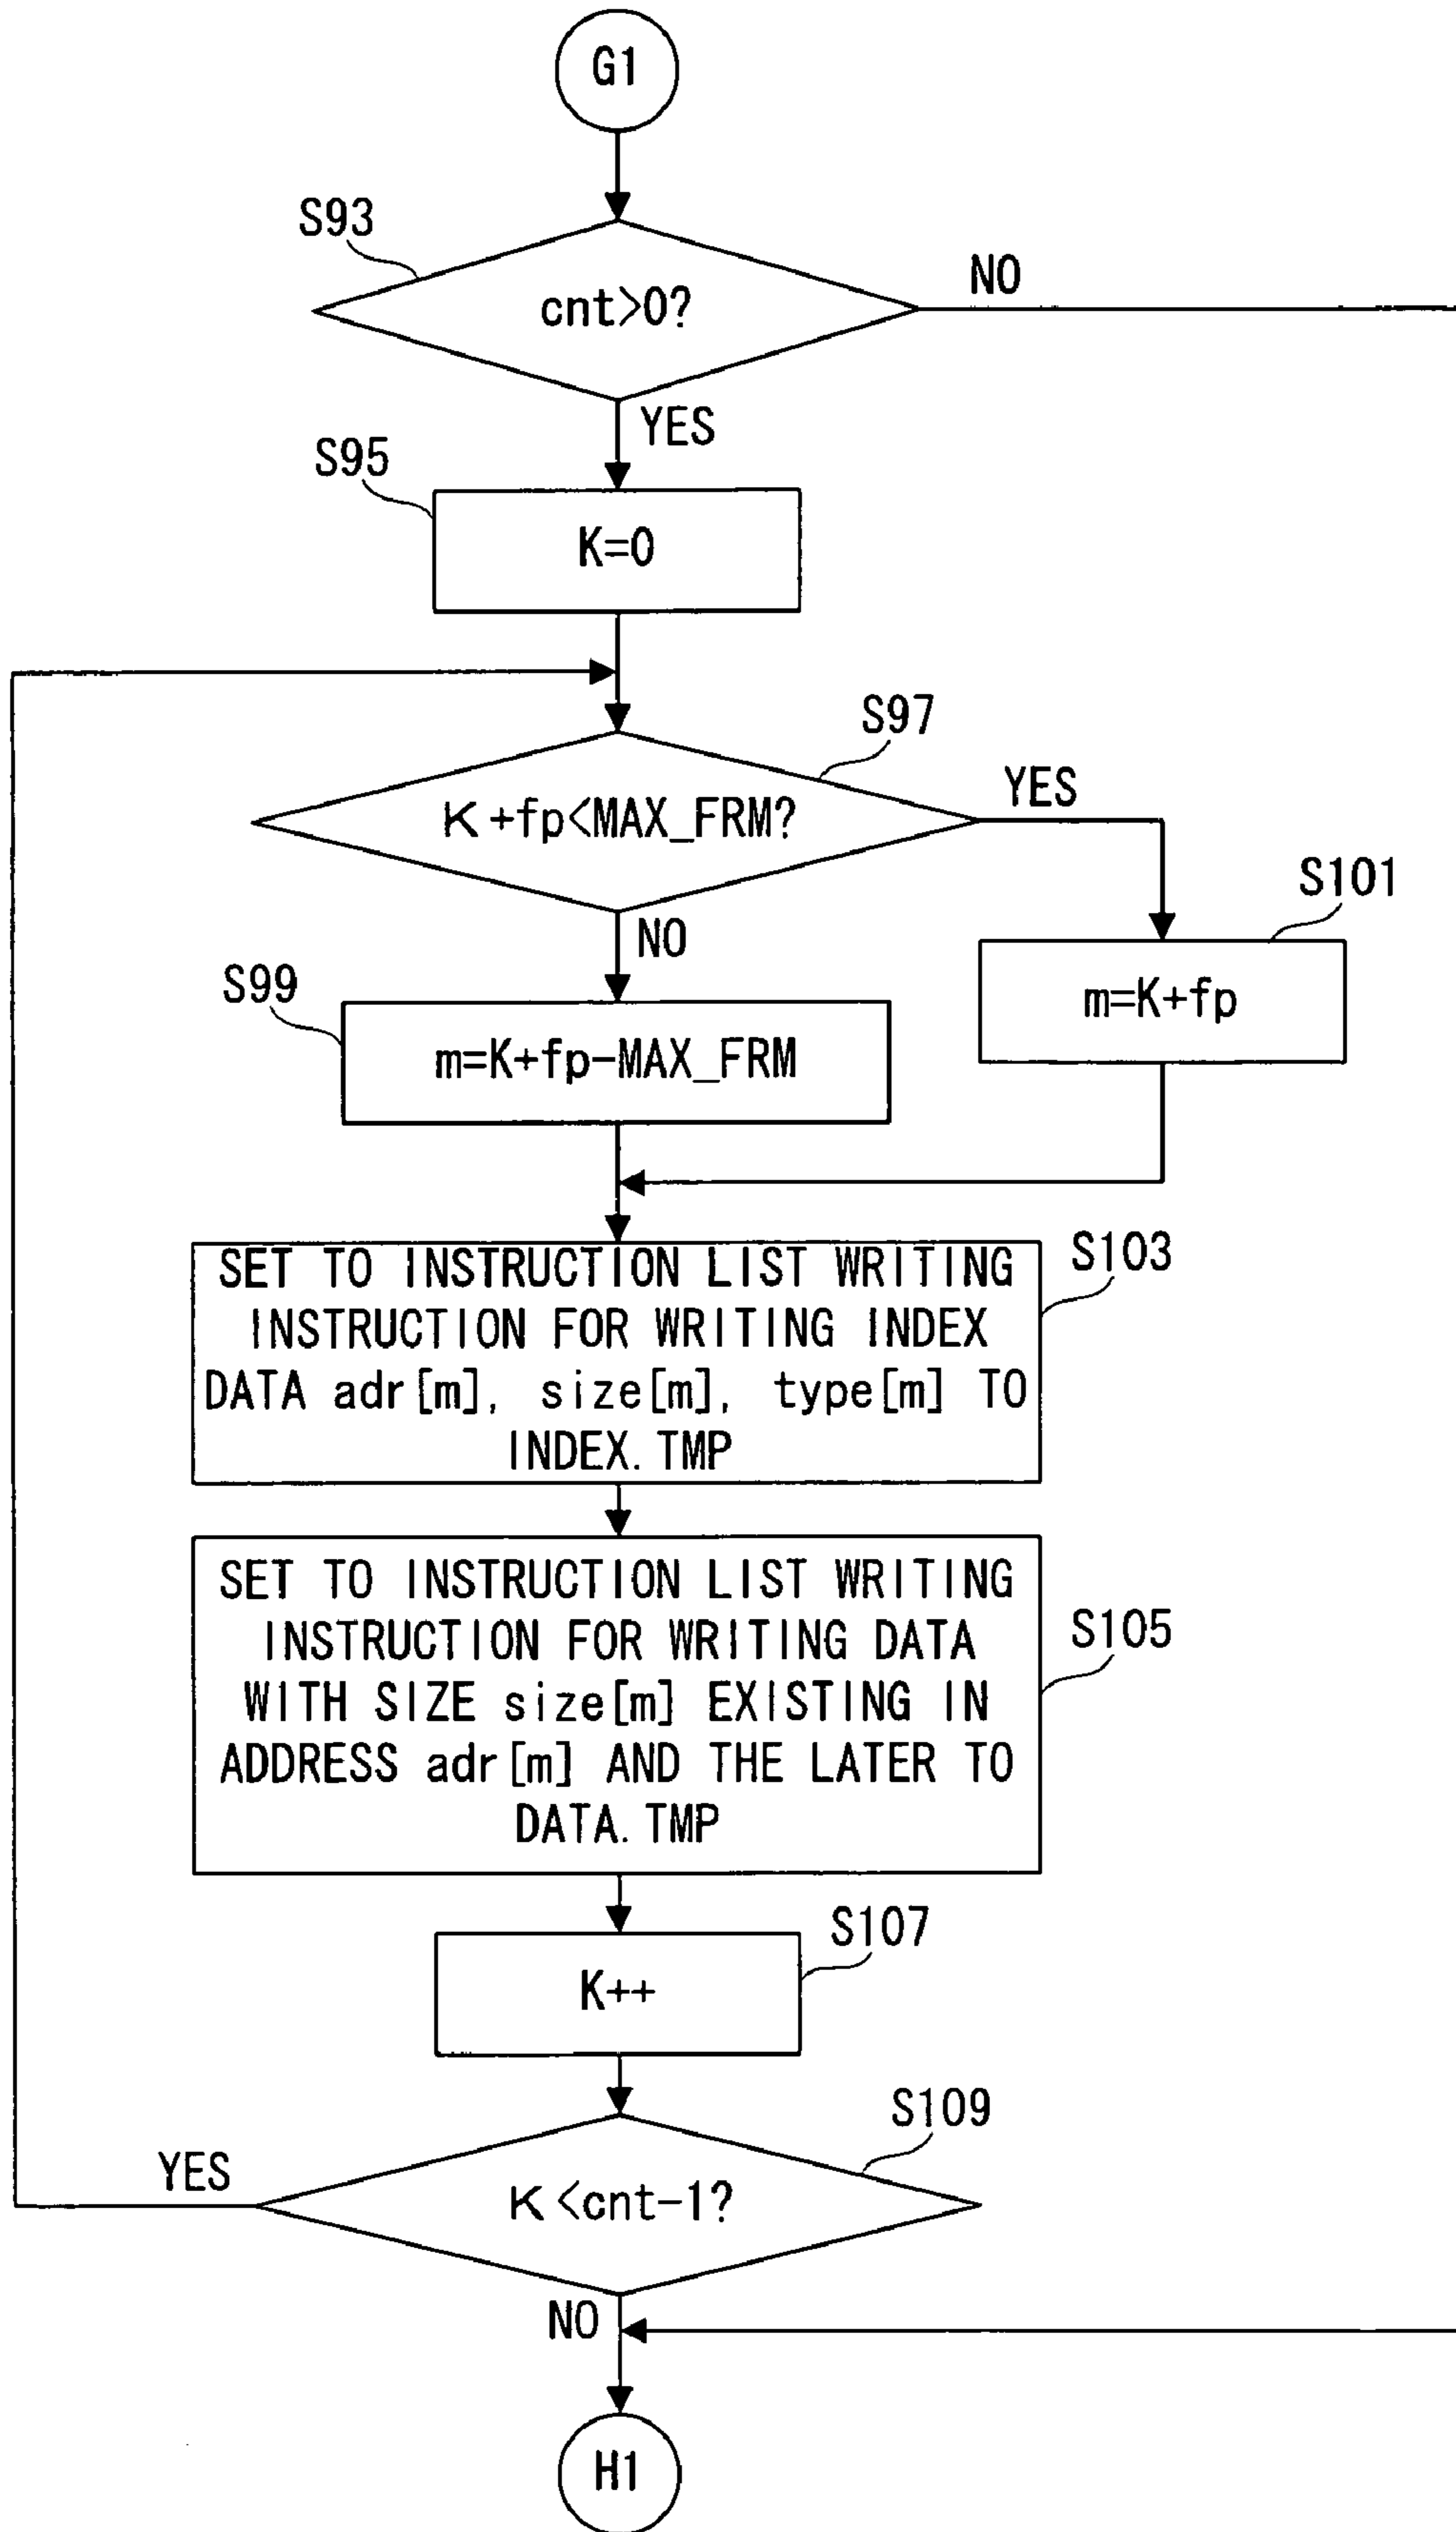 G1
S93
cnt>0?
NO
YES
S95
K=0
S97
K+fp<MAX_FRM?
YES
NO
S101
m=K+fp
S99
m=K+fp-MAX_FRM
S103
SET TO INSTRUCTION LIST WRITING
INSTRUCTION FOR WRITING INDEX
DATA adr[m], size[m], type[m] TO
INDEX.TMP
SET TO INSTRUCTION LIST WRITING
INSTRUCTION FOR WRITING DATA
WITH SIZE size[m] EXISTING IN
ADDRESS adr[m] AND THE LATER TO
DATA.TMP
S105
S107
K++
S109
YES
K<cnt-1?
NO
H1